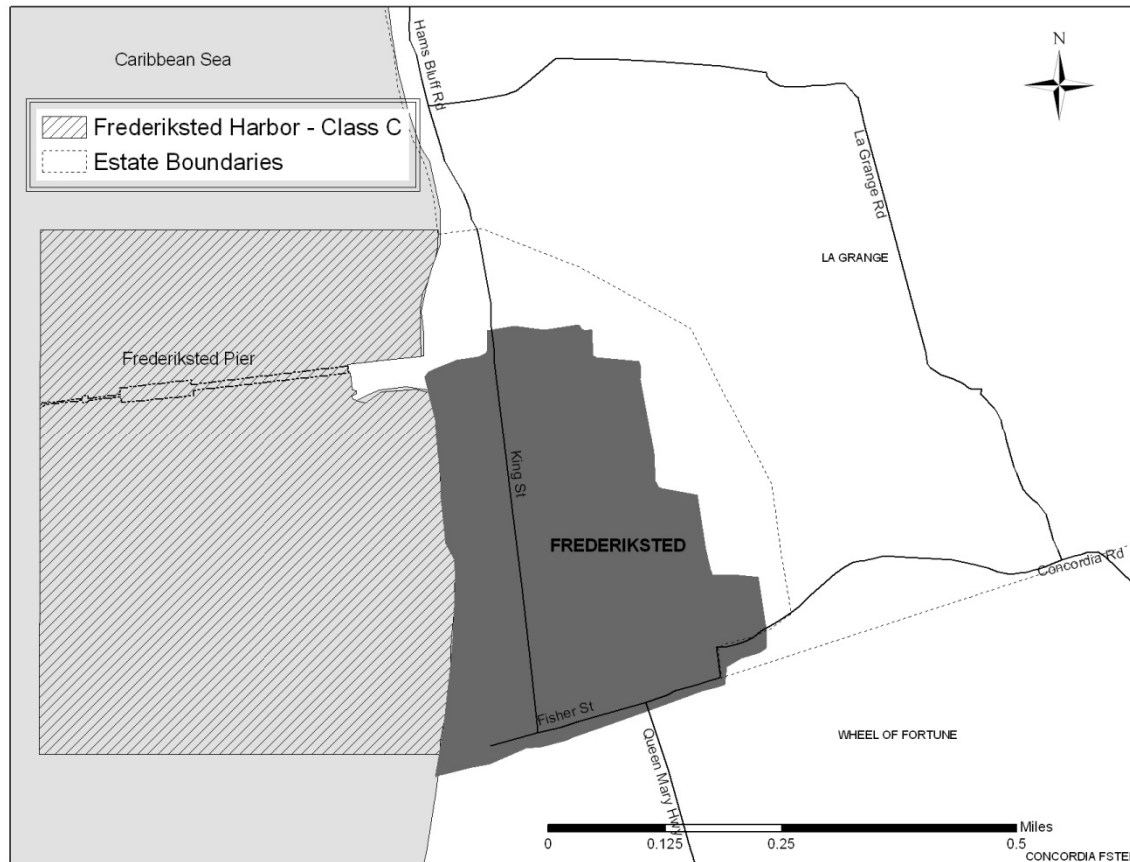 Caribbean Sea
Hams Bluff Rd
N
Frederiksted Harbor - Class C
Estate Boundaries
La Grange Rd
LA GRANGE
Frederiksted Pier
King St
FREDERIKSTED
Concordia Rd
Fisher St
Queen Mary Hwy
WHEEL OF FORTUNE
Miles
0 0.125 0.25 0.5
CONCORDIA FSTED